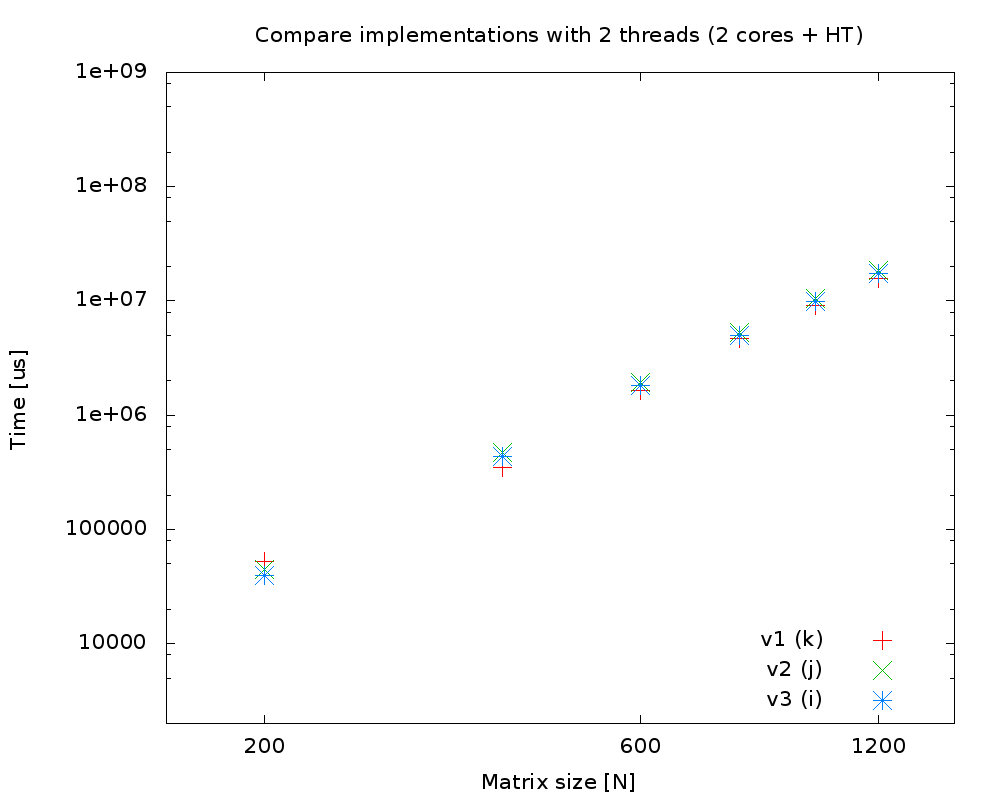 Compare implementations with 2 threads (2 cores + HT)
1e+09
1e+08
1e+07
1e+06
100000
10000
Time [us]
v1 (k)
v2 (j)
v3 (i)
200
600
1200
Matrix size [N]